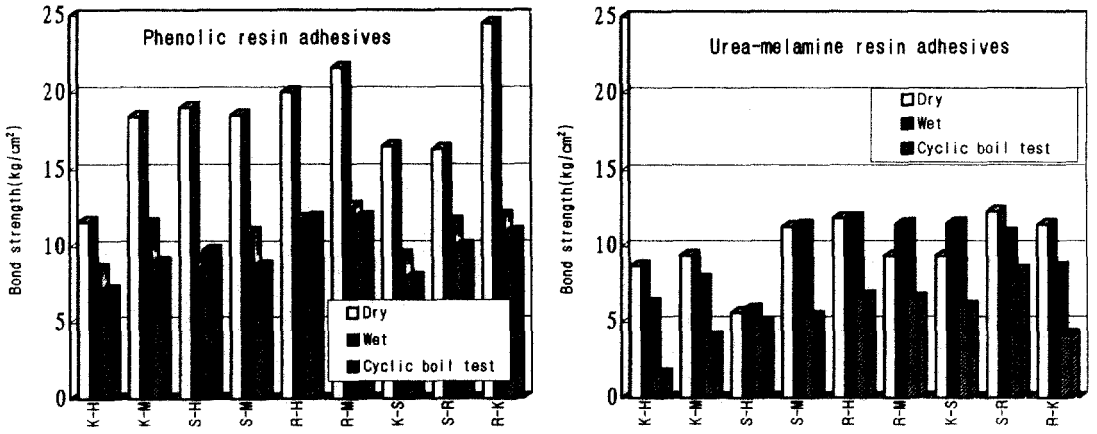 Phenolic resin adhesives
Bond strength(kg/cm²)
25
20
15
10
5
0
Dry
Wet
Cyclic boil test
K-H
K-M
S-H
S-M
R-H
R-M
K-S
S-R
R-K
Urea-melamine resin adhesives
Bond strength(kg/cm²)
25
20
15
10
5
0
Dry
Wet
Cyclic boil test
K-H
K-M
S-H
S-M
R-H
R-M
K-S
S-R
R-K